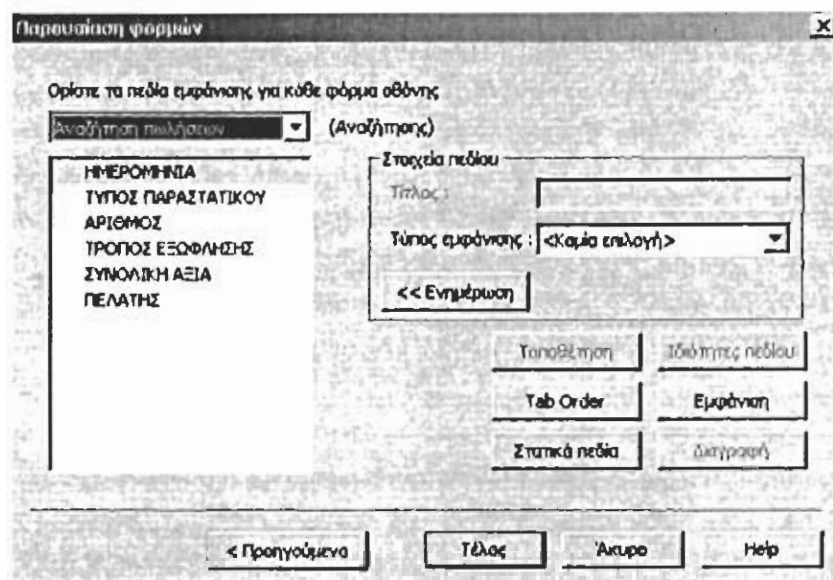 Παρουσίαση φορμών
Ορίστε τα πεδία εμφάνισης για κάθε φόρμα οθόνης
Αναζήτηση πωλήσεων (Αναζήτησης)
ΗΜΕΡΟΜΗΝΙΑ
ΤΥΠΟΣ ΠΑΡΑΣΤΑΤΙΚΟΥ
ΑΡΙΘΜΟΣ
ΤΡΟΠΟΣ ΕΞΩΦΛΗΣΗΣ
ΣΥΝΟΛΙΚΗ ΑΞΙΑ
ΠΕΛΑΤΗΣ
Στοιχεία πεδίου
Τίτλος :
Τύπος εμφάνισης : <Καμία επιλογή>
<< Ενημέρωση
Τοποθέτηση Ιδιότητες πεδίου
Tab Order Εμφάνιση
Στατικά πεδία Διαγραφή
< Προηγούμενο Τέλος Άκυρο Help